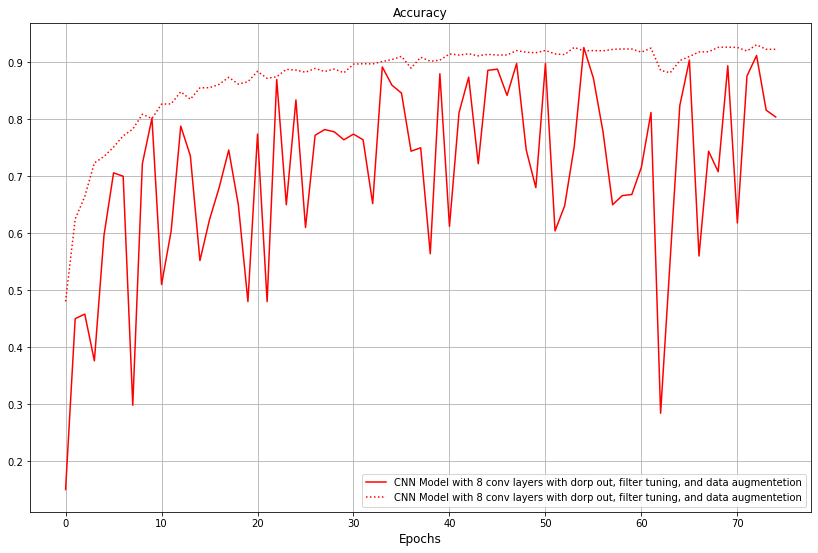 Accuracy
0.9
0.8
0.7
0.6
0.5
0.4
0.3
0.2
CNN Model with 8 conv layers with dorp out, filter tuning, and data augmentetion
CNN Model with 8 conv layers with dorp out, filter tuning, and data augmentetion
0 10 20 30 40 50 60 70
Epochs